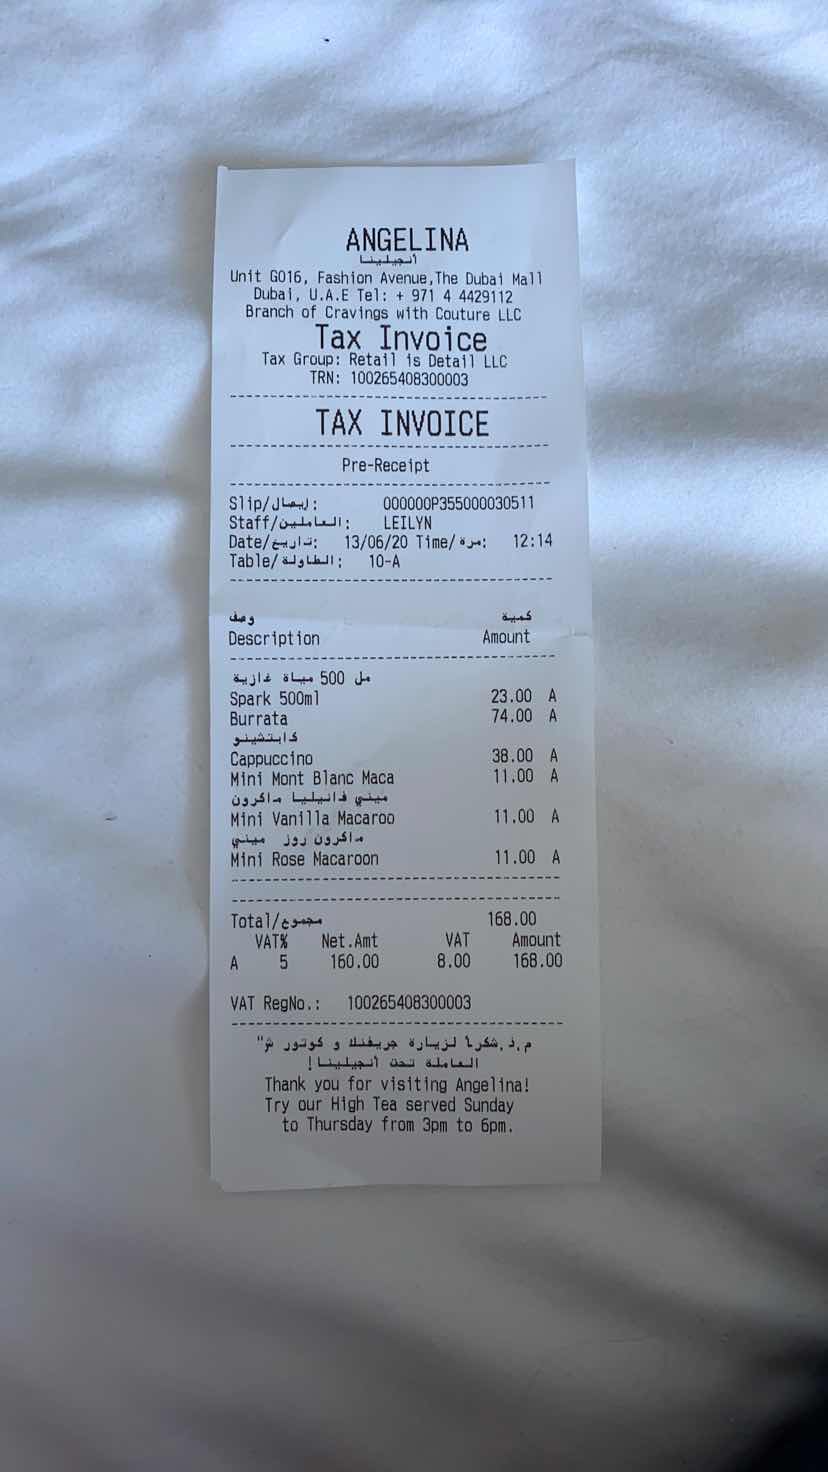 ANGELINA
أنجيلينا
Unit G016, Fashion Avenue,The Dubai Mall
Dubai, U.A.E Tel: + 971 4 4429112
Branch of Cravings with Couture LLC
Tax Invoice
Tax Group: Retail is Detail LLC
TRN: 100265408300003
TAX INVOICE
Pre-Receipt
Slip/إيصال: 000000P355000030511
Staff/العاملين: LEILYN
Date/تاريخ: 13/06/20 Time/مرة: 12:14
Table/الطاولة: 10-A
وصف كمية
Description Amount
مل 500 مياة غازية
Spark 500ml 23.00 A
Burrata 74.00 A
كابتشينو
Cappuccino 38.00 A
Mini Mont Blanc Maca 11.00 A
ميني فانيليا ماكرون
Mini Vanilla Macaroo 11.00 A
ماكرون روز ميني
Mini Rose Macaroon 11.00 A
Total/مجموع 168.00
VAT% Net.Amt VAT Amount
A 5 160.00 8.00 168.00
VAT RegNo.: 100265408300003
م.ذ.شكرا لزيارة جريفنك و كوتور ش"
العاملة تحت أنجيلينا!
Thank you for visiting Angelina!
Try our High Tea served Sunday
to Thursday from 3pm to 6pm.